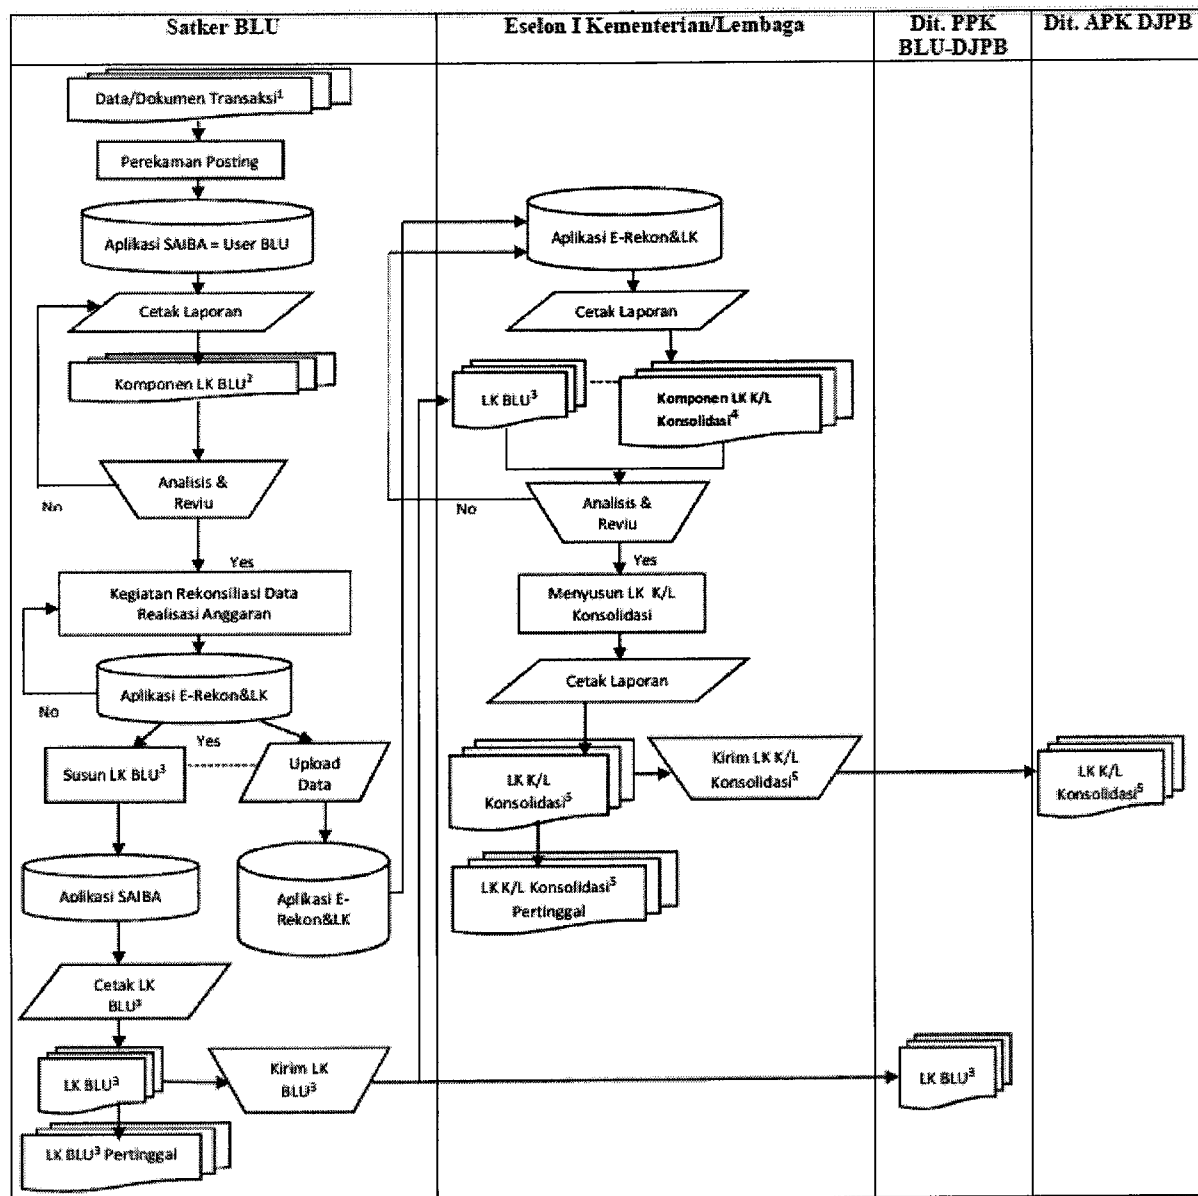 Satker BLU
Eselon I Kementerian/Lembaga
Dit. PPK
BLU-DJPB
Dit. APK DJPB
Data/Dokumen Transaksi¹
Perekaman Posting
Aplikasi SAIBA = User BLU
Cetak Laporan
Komponen LK BLU²
Analisis &
Reviu
No
Yes
Kegiatan Rekonsiliasi Data
Realisasi Anggaran
Aplikasi E-Rekon&LK
No
Yes
Susun LK BLU³
Upload
Data
Aplikasi SAIBA
Aplikasi E-
Rekon&LK
Cetak LK
BLU³
LK BLU³
Kirim LK
BLU³
LK BLU³ Pertinggal
Aplikasi E-Rekon&LK
Cetak Laporan
LK BLU³
Komponen LK K/L
Konsolidasi⁴
Analisis &
Reviu
No
Yes
Menyusun LK K/L
Konsolidasi
Cetak Laporan
LK K/L
Konsolidasi⁵
Kirim LK K/L
Konsolidasi⁵
LK K/L Konsolidasi⁵
Pertinggal
LK BLU³
LK K/L
Konsolidasi⁵